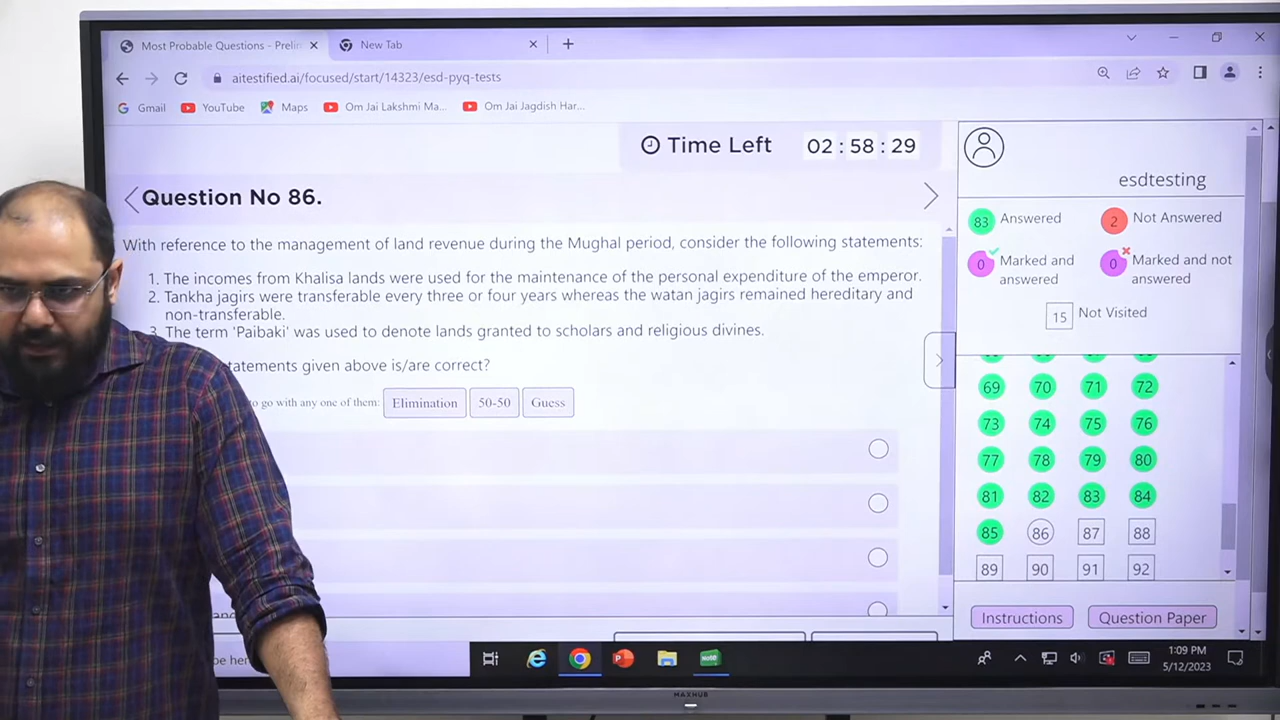 Most Probable Questions - Prelin
New Tab
aitestified.ai/focused/start/14323/esd-pyq-tests
Gmail YouTube Maps Om Jai Lakshmi Ma... Om Jai Jagdish Har...
Time Left 02 : 58 : 29
Question No 86.
With reference to the management of land revenue during the Mughal period, consider the following statements:
1. The incomes from Khalisa lands were used for the maintenance of the personal expenditure of the emperor.
2. Tankha jagirs were transferable every three or four years whereas the watan jagirs remained hereditary and
non-transferable.
3. The term 'Paibaki' was used to denote lands granted to scholars and religious divines.
tatements given above is/are correct?
to go with any one of them: Elimination 50-50 Guess
esdtesting
83 Answered 2 Not Answered
0 Marked and answered 0 Marked and not answered
15 Not Visited
69 70 71 72
73 74 75 76
77 78 79 80
81 82 83 84
85 86 87 88
89 90 91 92
Instructions Question Paper
1:09 PM
5/12/2023
MAXHUB